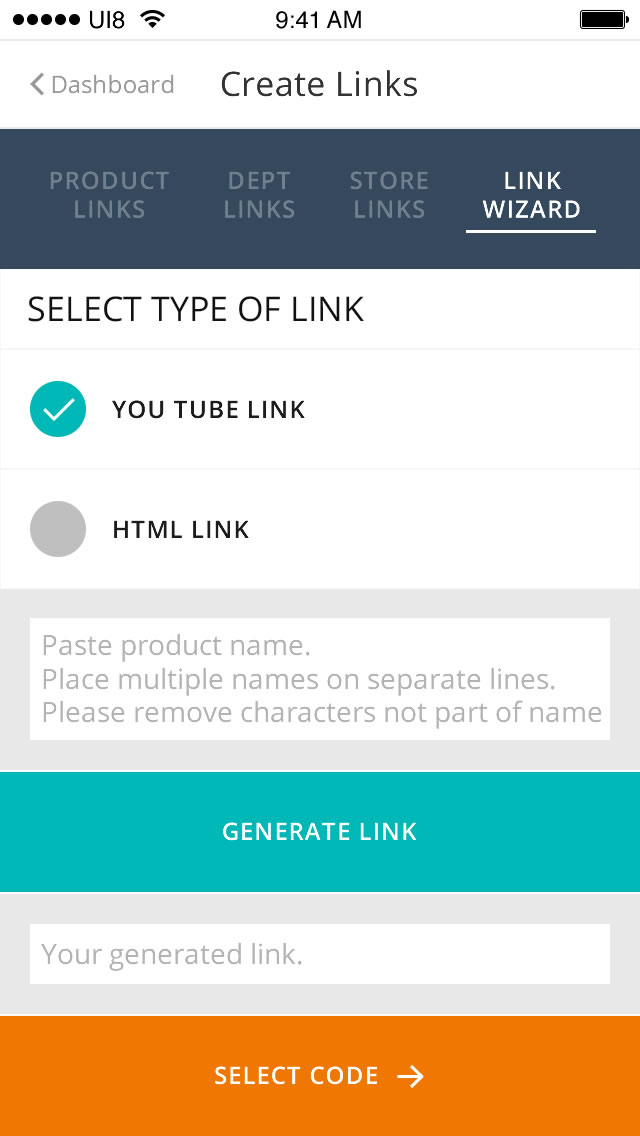 UI8 9:41 AM
Dashboard Create Links
PRODUCT LINKS
DEPT LINKS
STORE LINKS
LINK WIZARD
SELECT TYPE OF LINK
YOU TUBE LINK
HTML LINK
Paste product name.
Place multiple names on separate lines.
Please remove characters not part of name
GENERATE LINK
Your generated link.
SELECT CODE